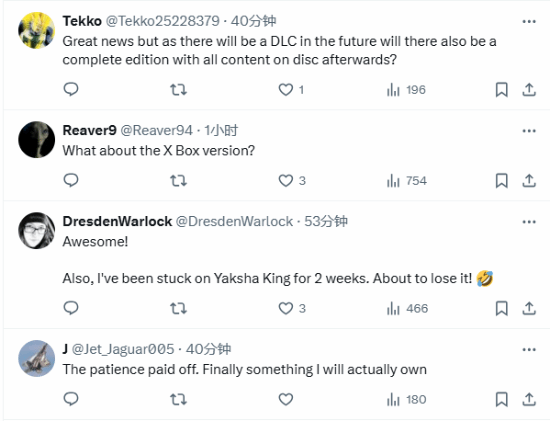 Tekko @Tekko25228379 · 40分钟
Great news but as there will be a DLC in the future will there also be a
complete edition with all content on disc afterwards?
1 196
Reaver9 @Reaver94 · 1小时
What about the X Box version?
3 754
DresdenWarlock @DresdenWarlock · 53分钟
Awesome!
Also, I've been stuck on Yaksha King for 2 weeks. About to lose it! 🤣
3 466
J @Jet_Jaguar005 · 40分钟
The patience paid off. Finally something I will actually own
180